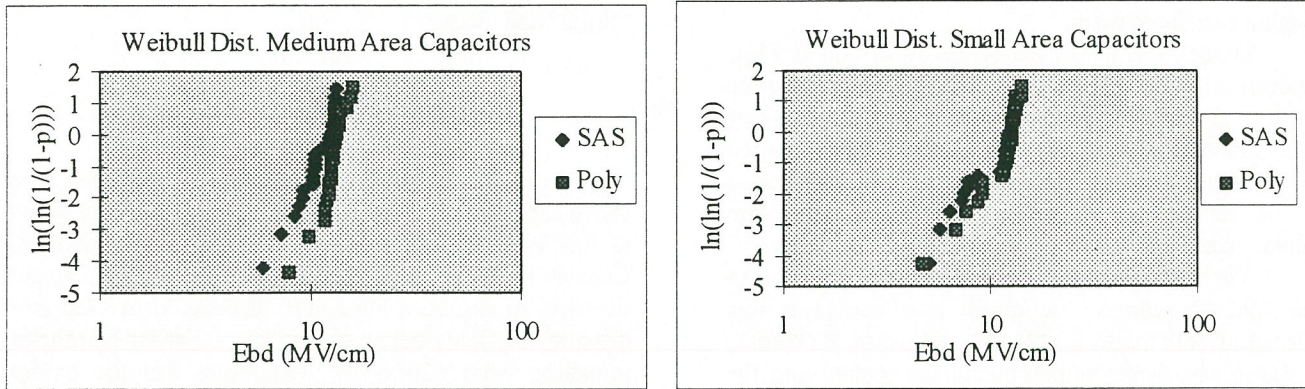 Weibull Dist. Medium Area Capacitors
2
1
0
-1
-2
-3
-4
-5
1
10
100
ln(ln(1/(1-p)))
Ebd (MV/cm)
SAS
Poly
Weibull Dist. Small Area Capacitors
2
1
0
-1
-2
-3
-4
-5
1
10
100
ln(ln(1/(1-p)))
Ebd (MV/cm)
SAS
Poly